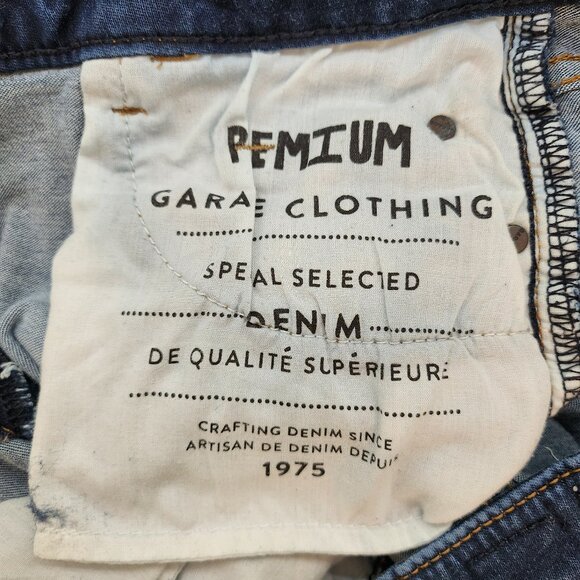 PEMIUM
GARAE CLOTHING
SPEAL SELECTED
DENIM
DE QUALITÉ SUPÉRIEURE
CRAFTING DENIM SINCE
ARTISAN DE DENIM DEPUIS
1975